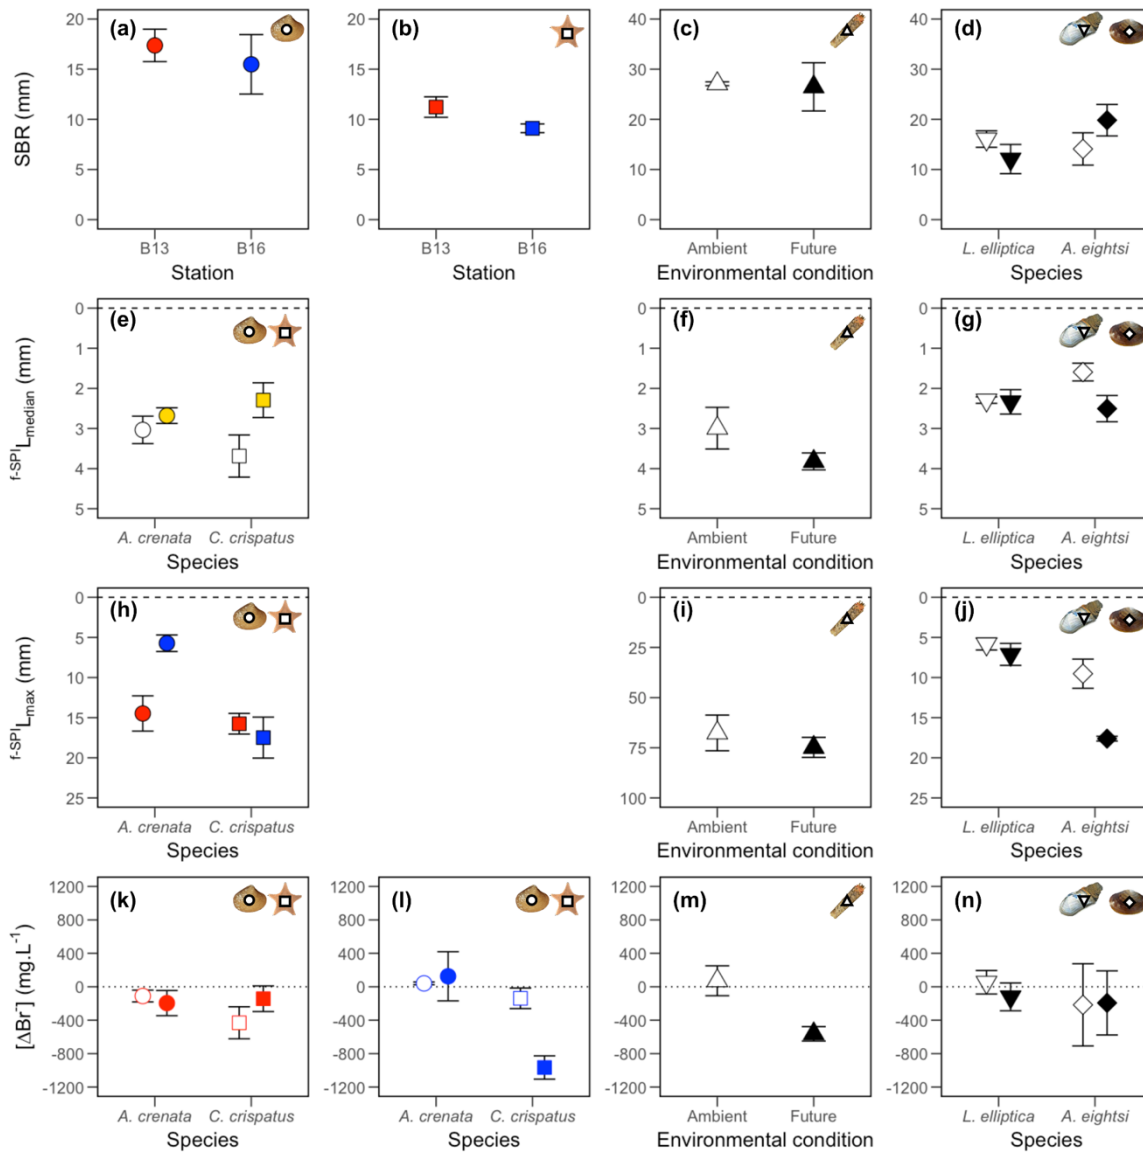 (a)
20
15
10
5
0
SBR (mm)
B13
B16
Station
(b)
20
15
10
5
0
B13
B16
Station
(c)
40
30
20
10
0
Ambient
Future
Environmental condition
(d)
40
30
20
10
0
L. elliptica
A. eightsi
Species
(e)
0
1
2
3
4
5
f-SPILmedian (mm)
A. crenata
C. crispatus
Species
(f)
0
1
2
3
4
5
Ambient
Future
Environmental condition
(g)
0
1
2
3
4
5
L. elliptica
A. eightsi
Species
(h)
0
5
10
15
20
25
f-SPILmax (mm)
A. crenata
C. crispatus
Species
(i)
0
25
50
75
100
Ambient
Future
Environmental condition
(j)
0
5
10
15
20
25
L. elliptica
A. eightsi
Species
(k)
1200
800
400
0
-400
-800
-1200
[ΔBr-] (mg.L-1)
A. crenata
C. crispatus
Species
(l)
1200
800
400
0
-400
-800
-1200
A. crenata
C. crispatus
Species
(m)
1200
800
400
0
-400
-800
-1200
Ambient
Future
Environmental condition
(n)
1200
800
400
0
-400
-800
-1200
L. elliptica
A. eightsi
Species